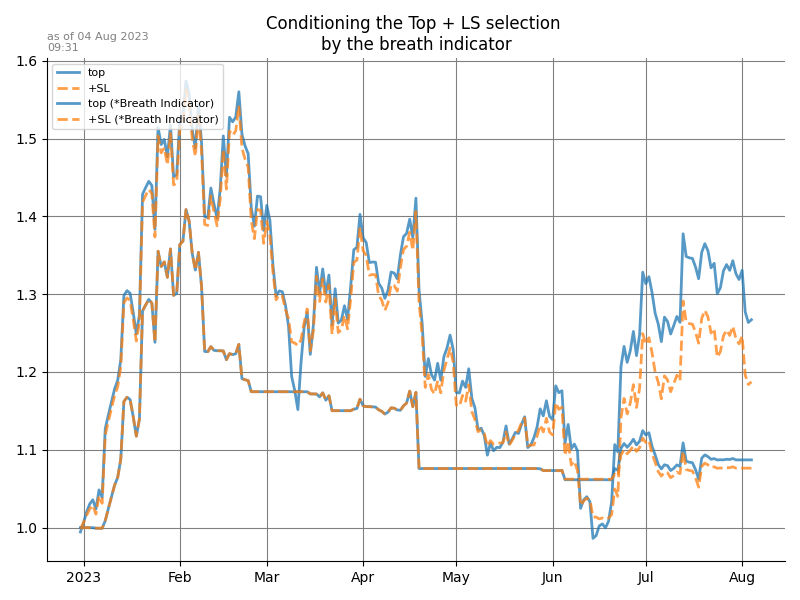 Conditioning the Top + LS selection
by the breath indicator
as of 04 Aug 2023
09:31
top
+SL
top (*Breath Indicator)
+SL (*Breath Indicator)
1.6
1.5
1.4
1.3
1.2
1.1
1.0
2023 Feb Mar Apr May Jun Jul Aug